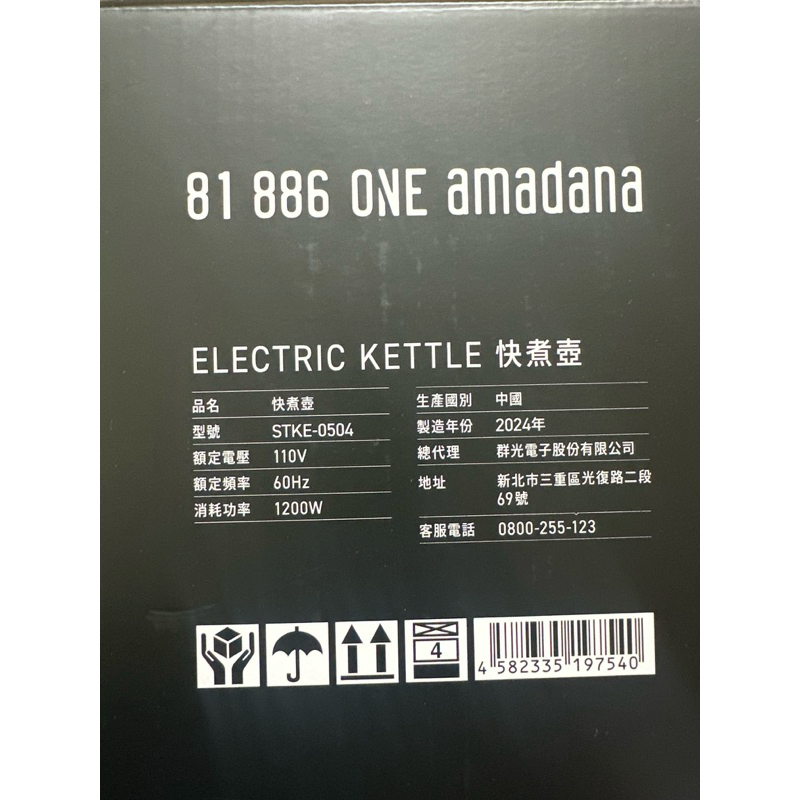 81 886 ONE amadana
ELECTRIC KETTLE 快煮壺
品名 快煮壺
型號 STKE-0504
額定電壓 110V
額定頻率 60Hz
消耗功率 1200W
生產國別 中國
製造年份 2024年
總代理 群光電子股份有限公司
地址 新北市三重區光復路二段
69號
客服電話 0800-255-123
4
4 582335 197540